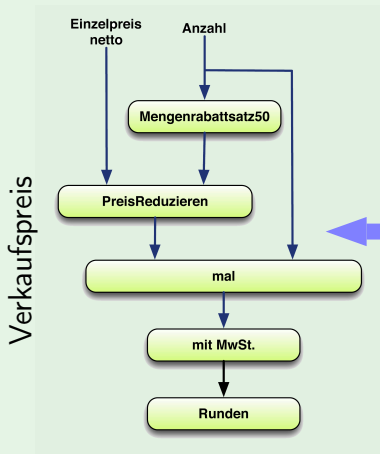 Einzelpreis
netto
Anzahl
Mengenrabattsatz50
PreisReduzieren
mal
mit MwSt.
Runden
Verkaufspreis